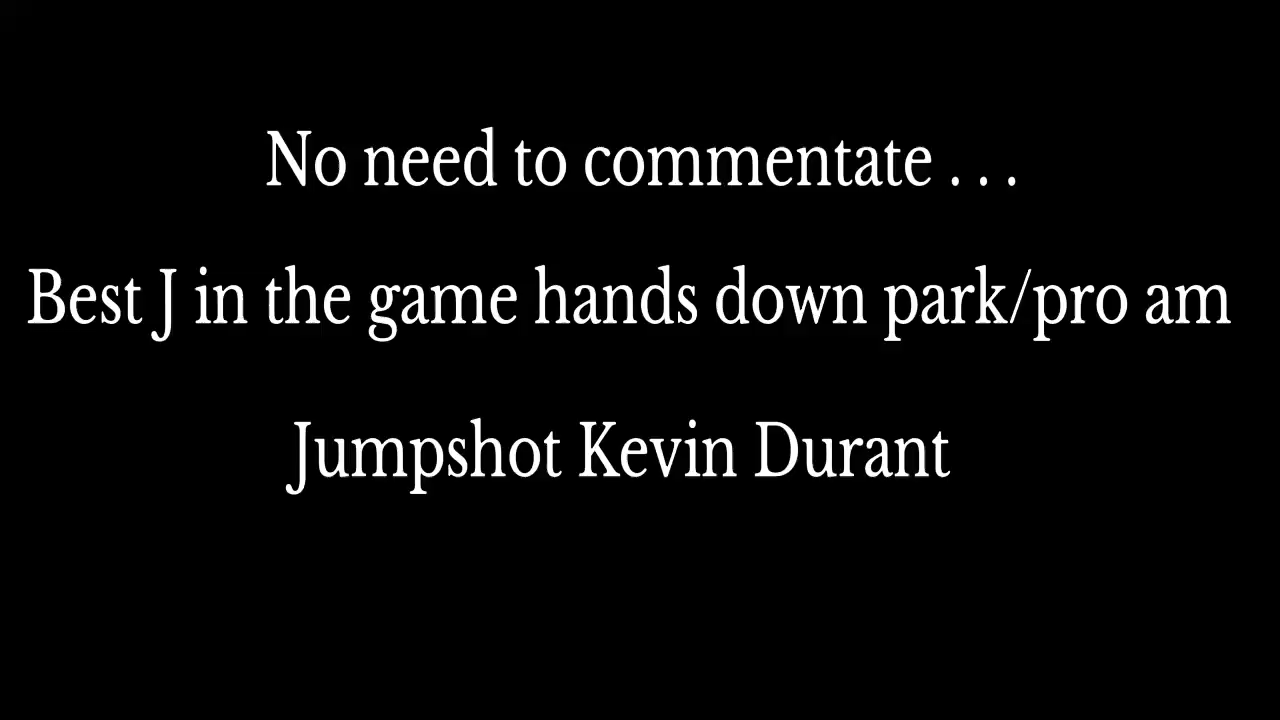 No need to commentate . . .
Best J in the game hands down park/pro am
Jumpshot Kevin Durant